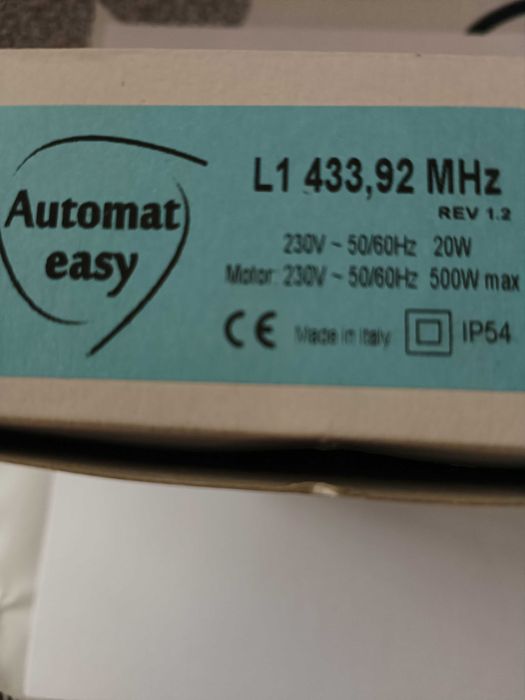 Automat
easy
L1 433,92 MHz
REV 1.2
230V ~ 50/60Hz 20W
Motor: 230V ~ 50/60Hz 500W max
CE Made in Italy IP54